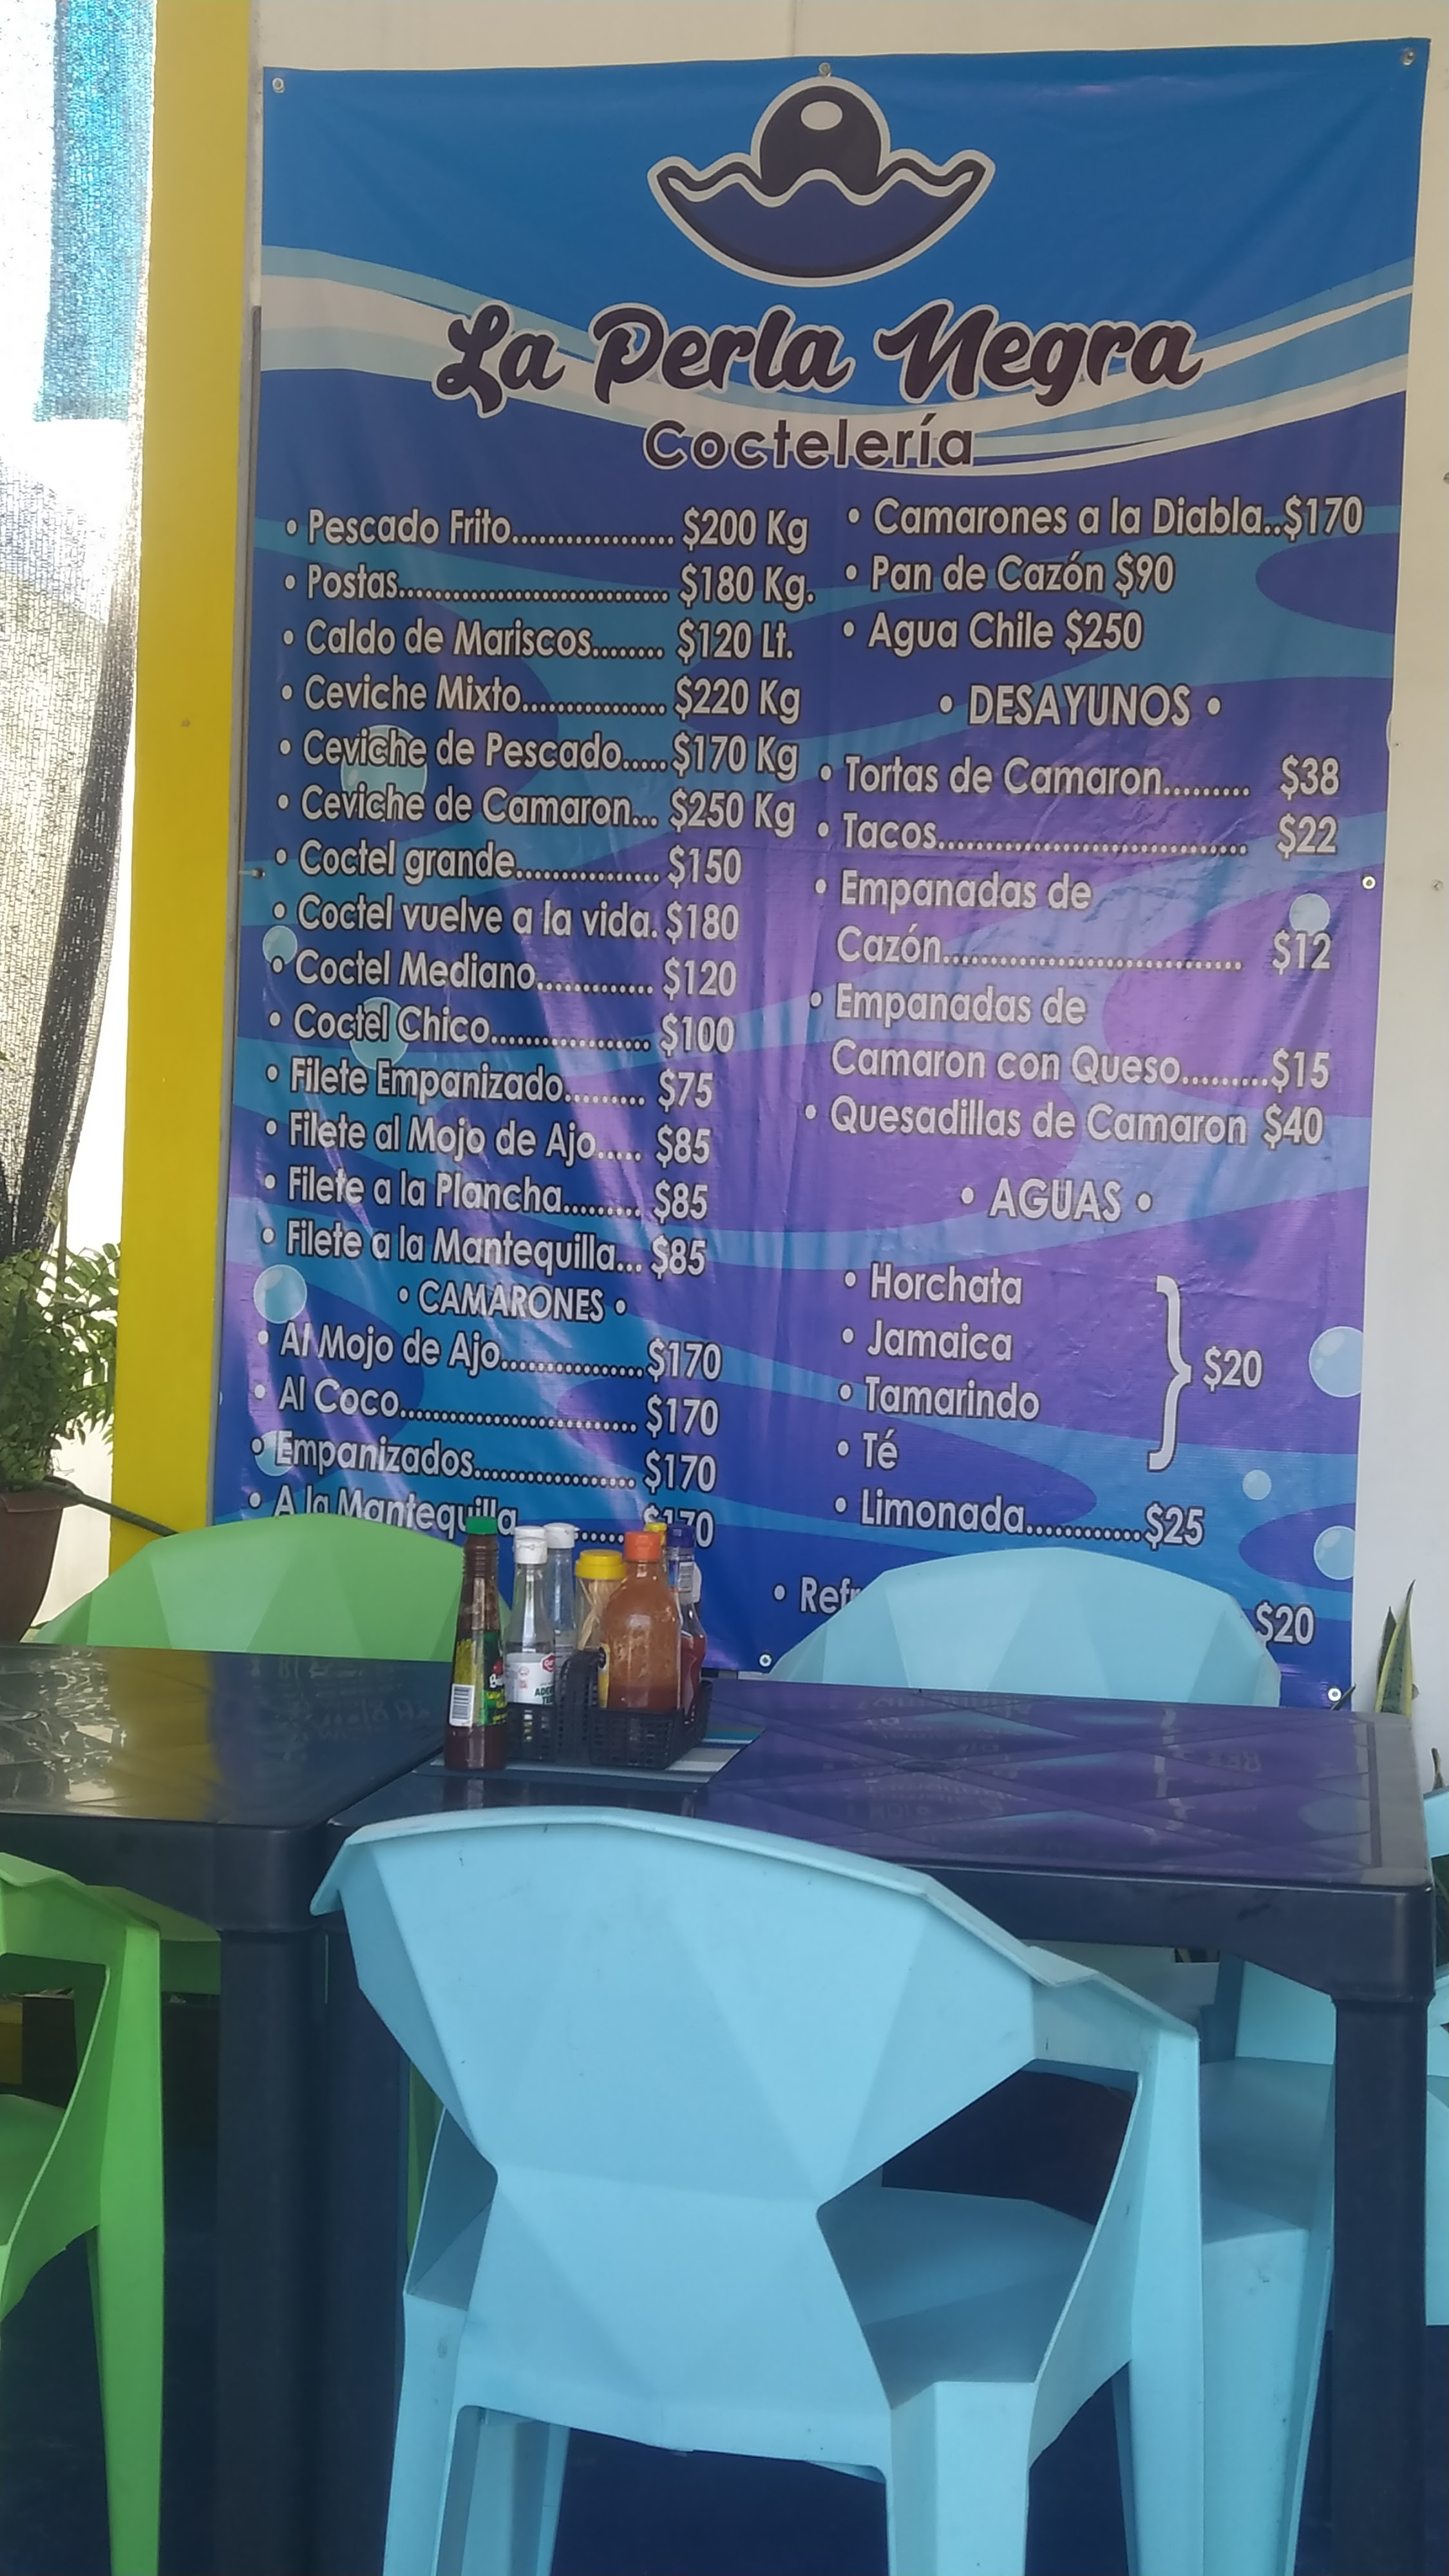 La Perla Negra
Coctelería
• Pescado Frito.................. $200 Kg
• Postas.............................. $180 Kg.
• Caldo de Mariscos........ $120 Lt.
• Ceviche Mixto................ $220 Kg
• Ceviche de Pescado.....$170 Kg
• Ceviche de Camaron... $250 Kg
• Coctel grande................ $150
• Coctel vuelve a la vida. $180
• Coctel Mediano............. $120
• Coctel Chico.................. $100
• Filete Empanizado......... $75
• Filete al Mojo de Ajo..... $85
• Filete a la Plancha......... $85
• Filete a la Mantequilla... $85
• CAMARONES •
• Al Mojo de Ajo................$170
• Al Coco.......................... $170
• Empanizados.................. $170
• A la Mantequilla ...... $170
• Camarones a la Diabla..$170
• Pan de Cazón $90
• Agua Chile $250
• DESAYUNOS •
• Tortas de Camaron......... $38
• Tacos................................ $22
• Empanadas de
Cazón............................... $12
• Empanadas de
Camaron con Queso.........$15
• Quesadillas de Camaron $40
• AGUAS •
• Horchata
• Jamaica
• Tamarindo
• Té
} $20
• Limonada.............$25
• Refr $20